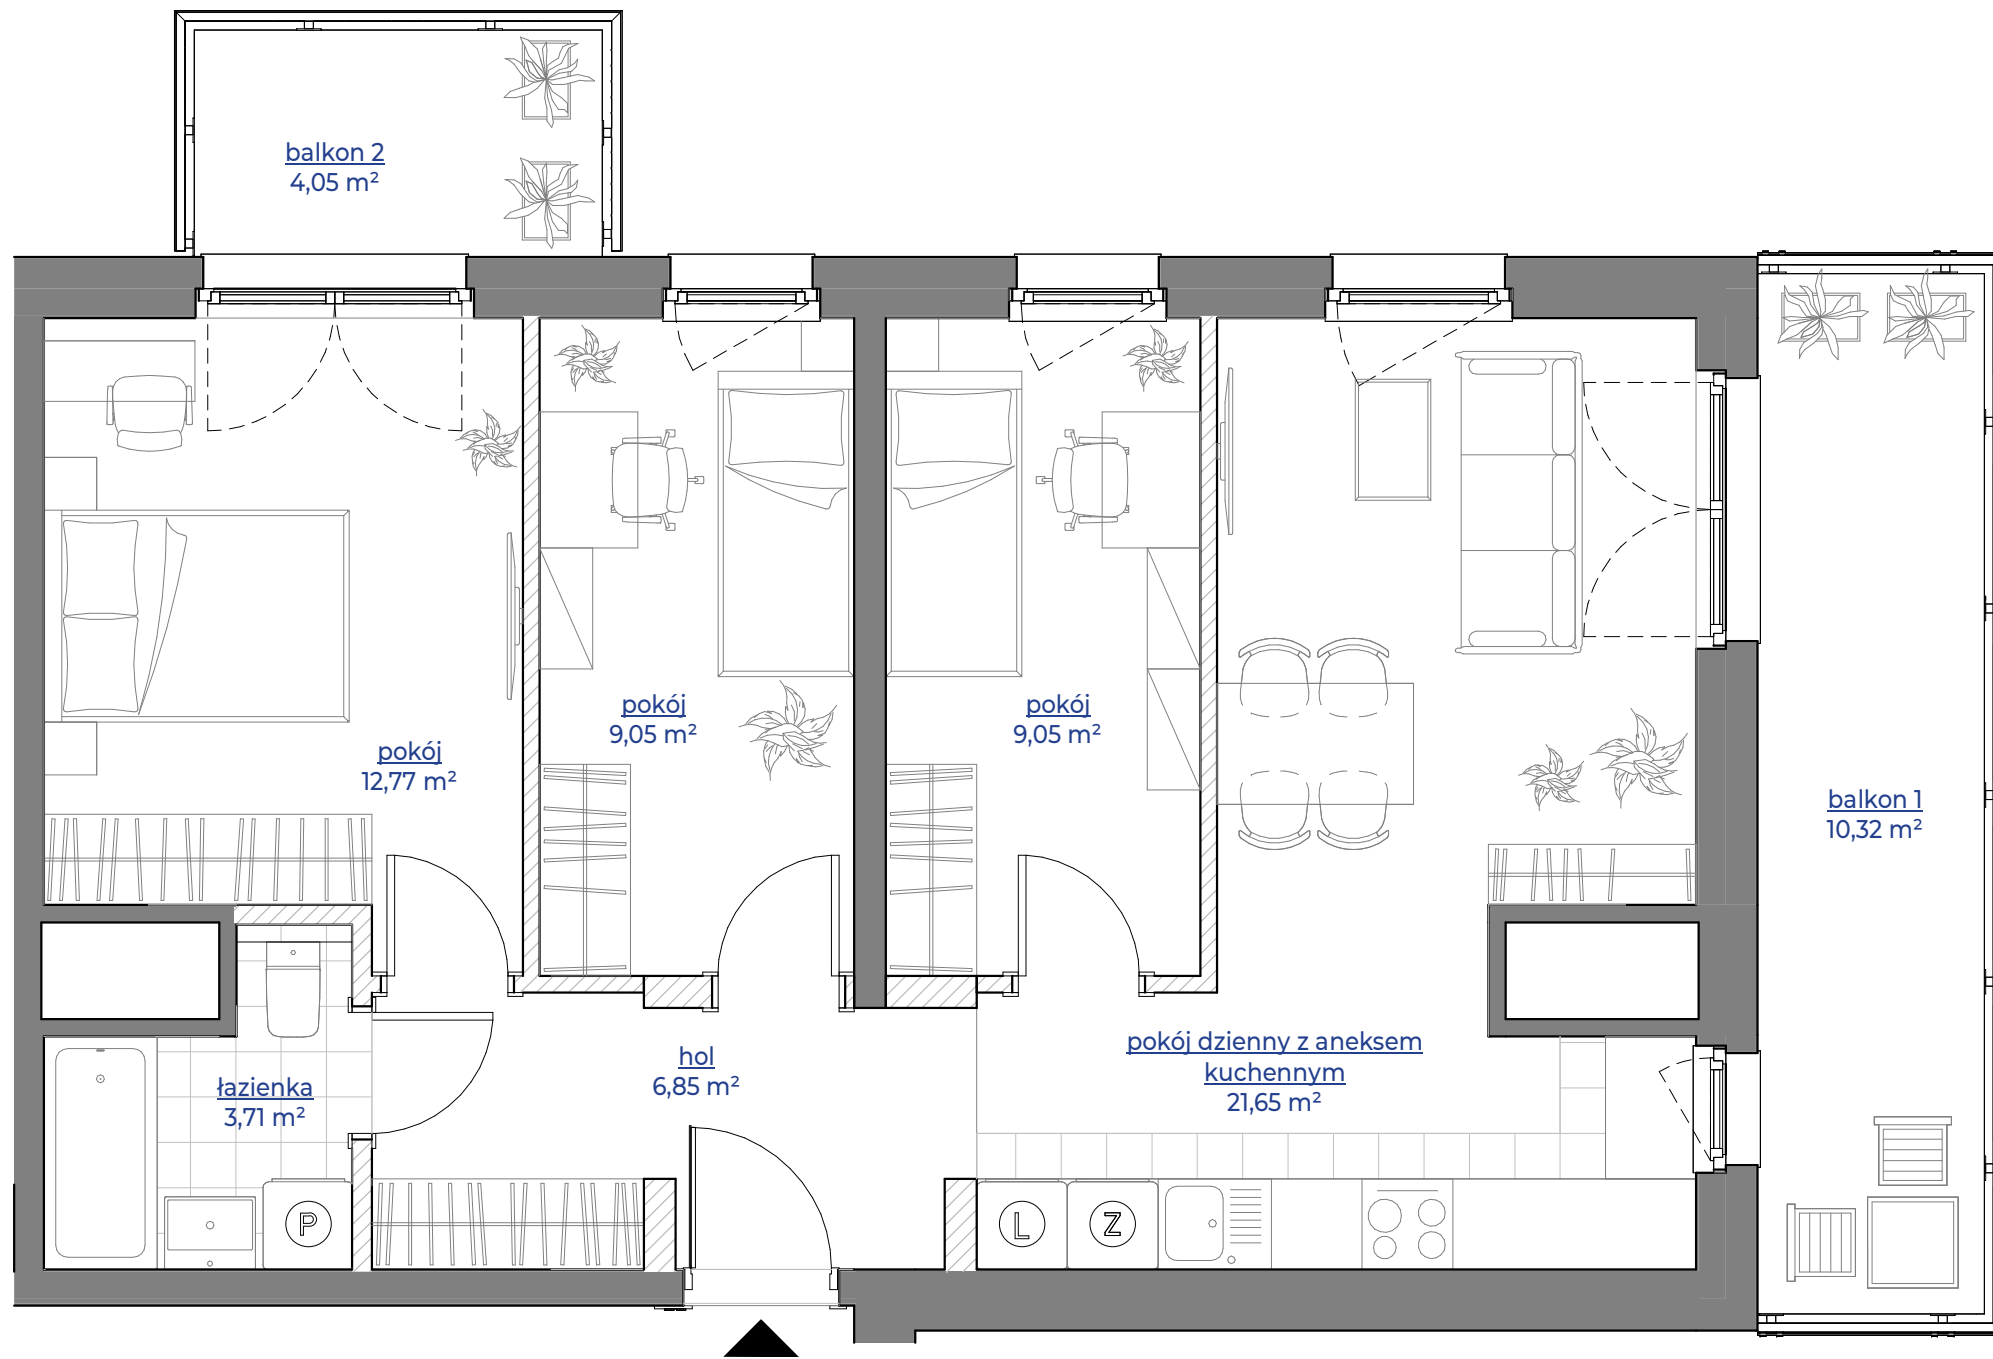 balkon 2
4,05 m²
pokój
9,05 m²
pokój
9,05 m²
pokój
12,77 m²
balkon 1
10,32 m²
pokój dzienny z aneksem
kuchennym
21,65 m²
hol
6,85 m²
łazienka
3,71 m²
P
L
Z